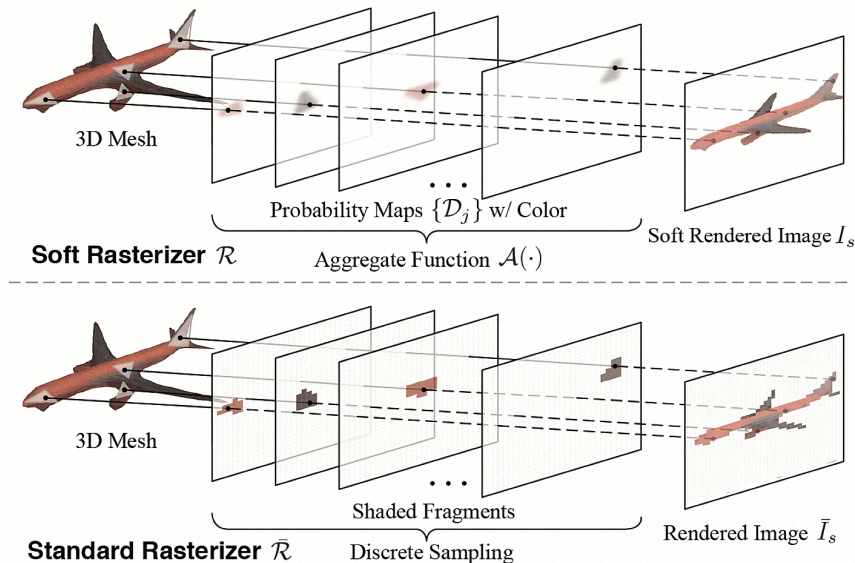 3D Mesh
• • •
Probability Maps {𝒟ⱼ} w/ Color
Soft Rasterizer ℛ
Aggregate Function 𝒜(·)
Soft Rendered Image Iₛ
3D Mesh
• • •
Shaded Fragments
Standard Rasterizer ℛ̄
Discrete Sampling
Rendered Image Īₛ